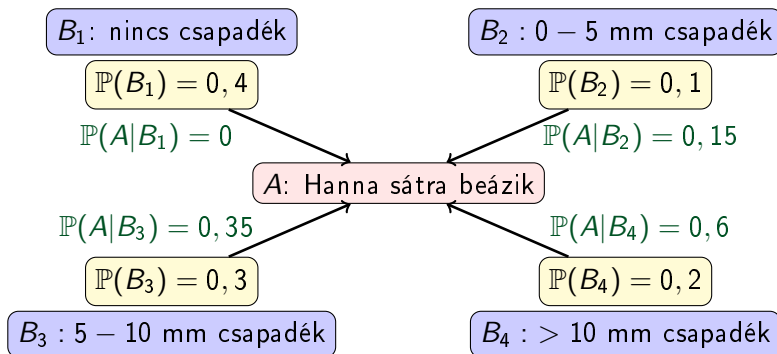 B₁: nincs csapadék
B₂ : 0 − 5 mm csapadék
ℙ(B₁) = 0, 4
ℙ(B₂) = 0, 1
ℙ(A|B₁) = 0
ℙ(A|B₂) = 0, 15
A: Hanna sátra beázik
ℙ(A|B₃) = 0, 35
ℙ(A|B₄) = 0, 6
ℙ(B₃) = 0, 3
ℙ(B₄) = 0, 2
B₃ : 5 − 10 mm csapadék
B₄ : > 10 mm csapadék